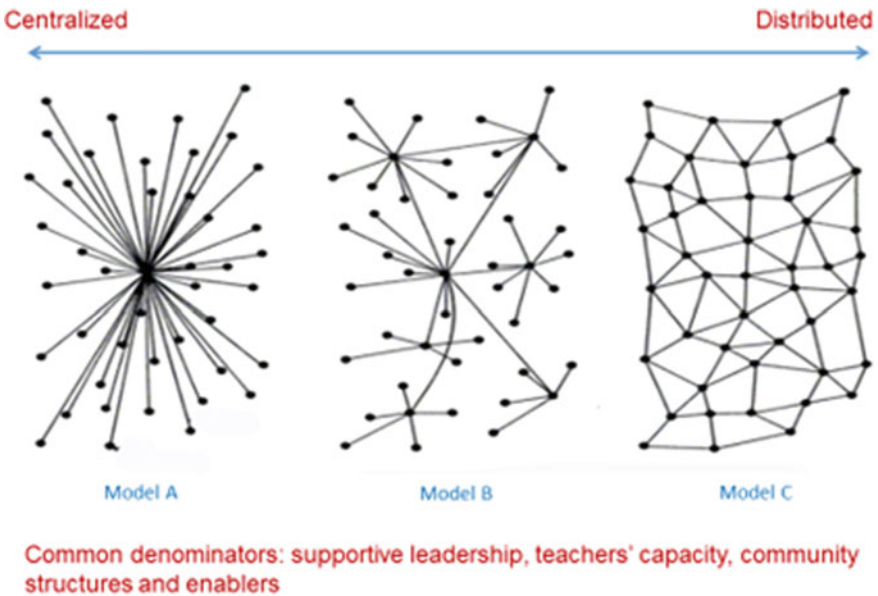 Centralized
Distributed
Model A
Model B
Model C
Common denominators: supportive leadership, teachers' capacity, community
structures and enablers